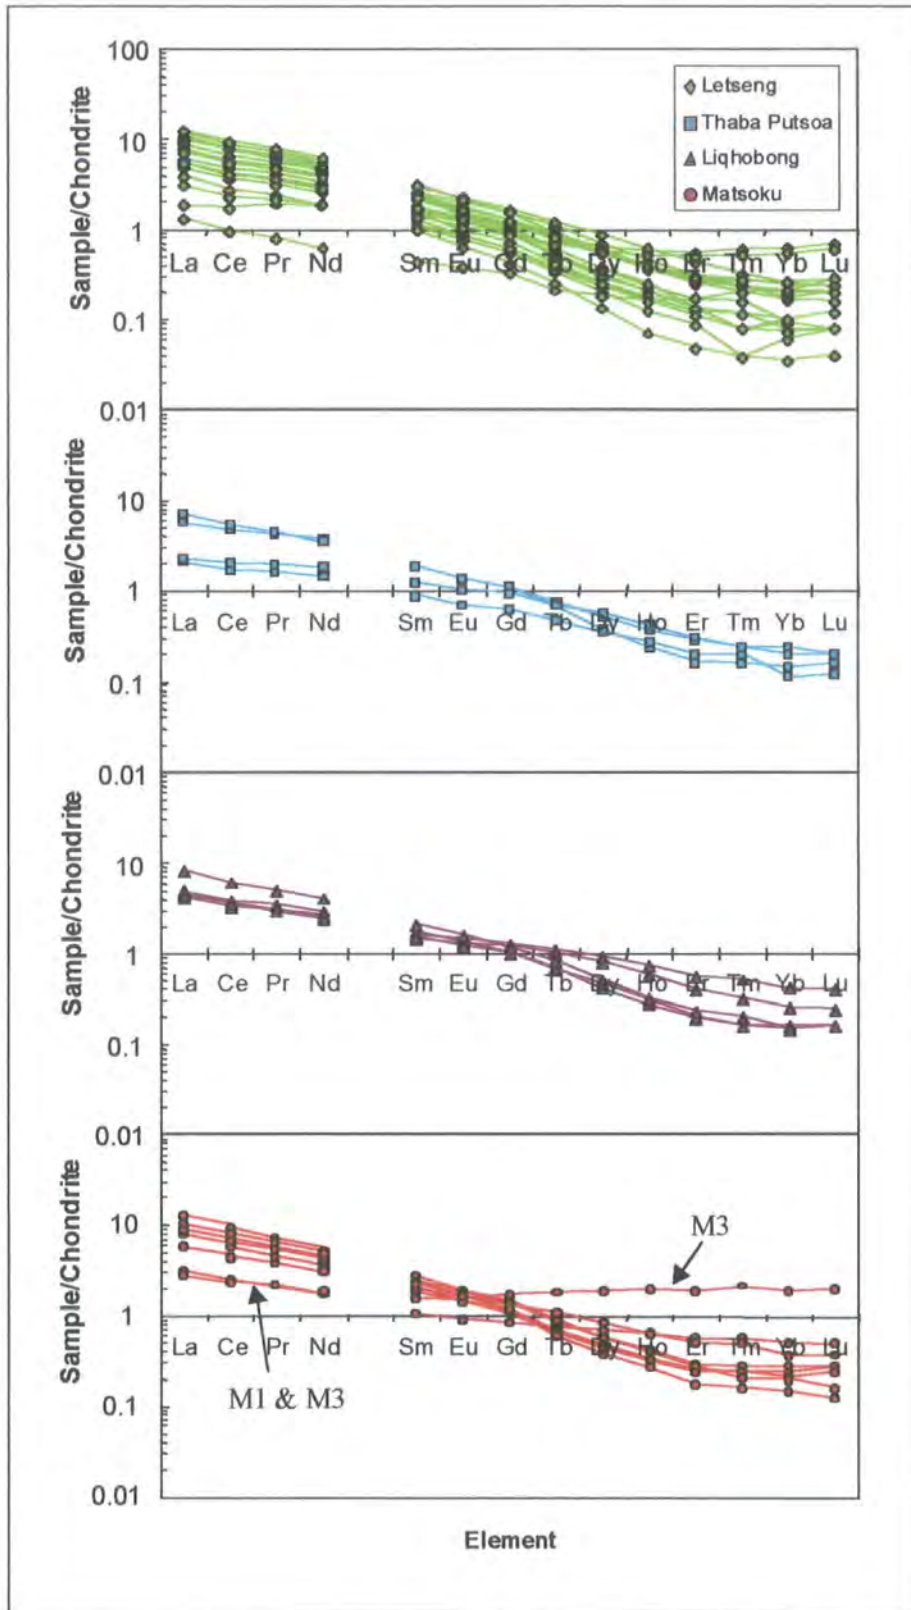 Sample/Chondrite
100
10
1
0.1
0.01
◆ Letseng
■ Thaba Putsoa
▲ Liqhobong
● Matsoku
La Ce Pr Nd Sm Eu Gd Tb Dy Ho Er Tm Yb Lu
Sample/Chondrite
10
1
0.1
0.01
La Ce Pr Nd Sm Eu Gd Tb Dy Ho Er Tm Yb Lu
Sample/Chondrite
10
1
0.1
0.01
La Ce Pr Nd Sm Eu Gd Tb Dy Ho Er Tm Yb Lu
Sample/Chondrite
10
1
0.1
0.01
M3
La Ce Pr Nd Sm Eu Gd Tb Dy Ho Er Tm Yb Lu
M1 & M3
Element